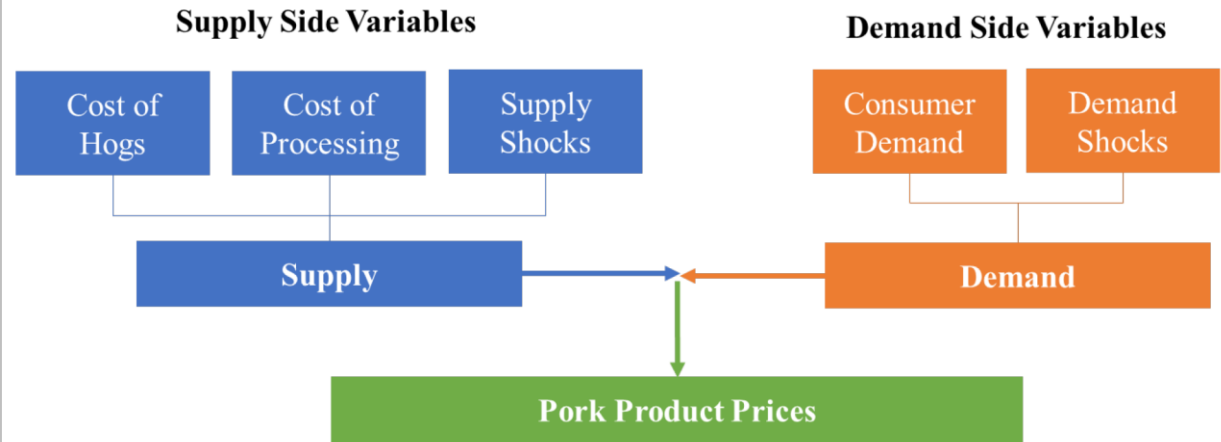 Supply Side Variables
Demand Side Variables
Cost of
Hogs
Cost of
Processing
Supply
Shocks
Consumer
Demand
Demand
Shocks
Supply
Demand
Pork Product Prices